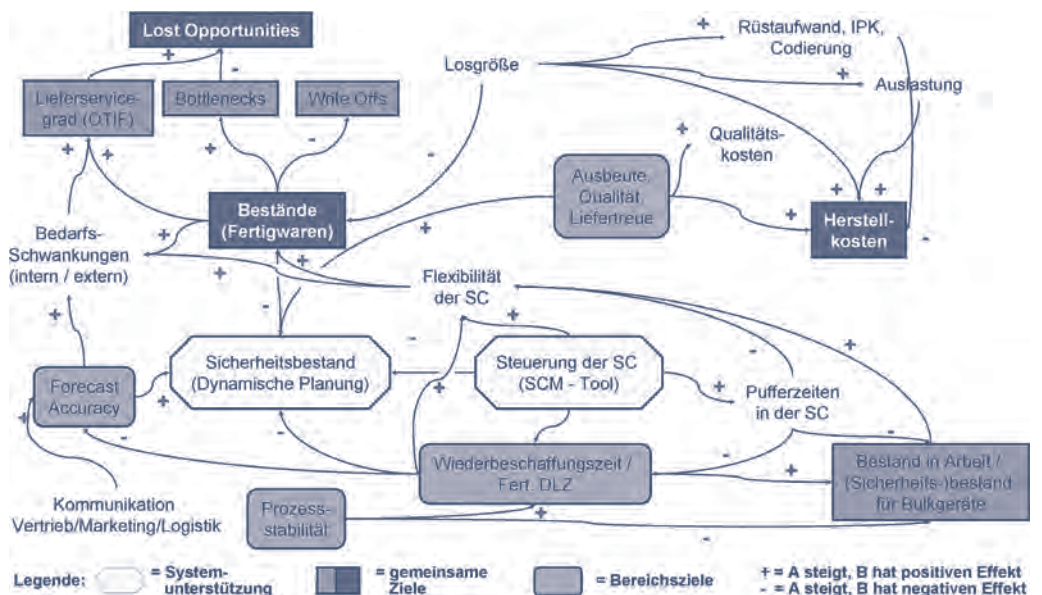 Lost Opportunities
+
+
-
Rüstaufwand, IPK,
Codierung
Losgröße
+
Auslastung
Lieferservice-
grad (OTIF)
Bottlenecks
Write Offs
+
+
+
-
-
+
Qualitäts-
kosten
Ausbeute,
Qualität,
Liefertreue
+
+
Bestände
(Fertigwaren)
+
+
Herstell-
kosten
-
Bedarfs-
Schwankungen
(intern / extern)
+
+
+
Flexibilität
der SC
+
-
-
+
+
-
-
Sicherheitsbestand
(Dynamische Planung)
Steuerung der SC
(SCM - Tool)
Forecast
Accuracy
+
+
+
Pufferzeiten
in der SC
+
-
-
-
-
Wiederbeschaffungszeit /
Fert. DLZ
+
Bestand in Arbeit /
(Sicherheits-)bestand
für Bulkgeräte
Kommunikation
Vertrieb/Marketing/Logistik
Prozess-
stabilität
+
-
Legende:
= System-
unterstützung
= gemeinsame
Ziele
= Bereichsziele
+ = A steigt, B hat positiven Effekt
- = A steigt, B hat negativen Effekt